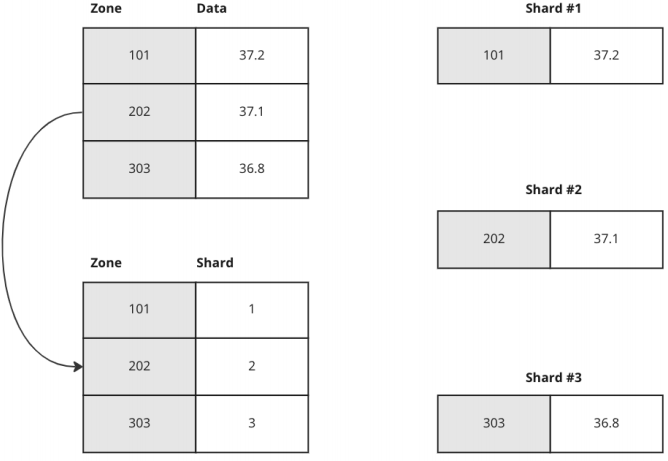 Zone Data
101 37.2
202 37.1
303 36.8
Zone Shard
101 1
202 2
303 3
Shard #1
101 37.2
Shard #2
202 37.1
Shard #3
303 36.8